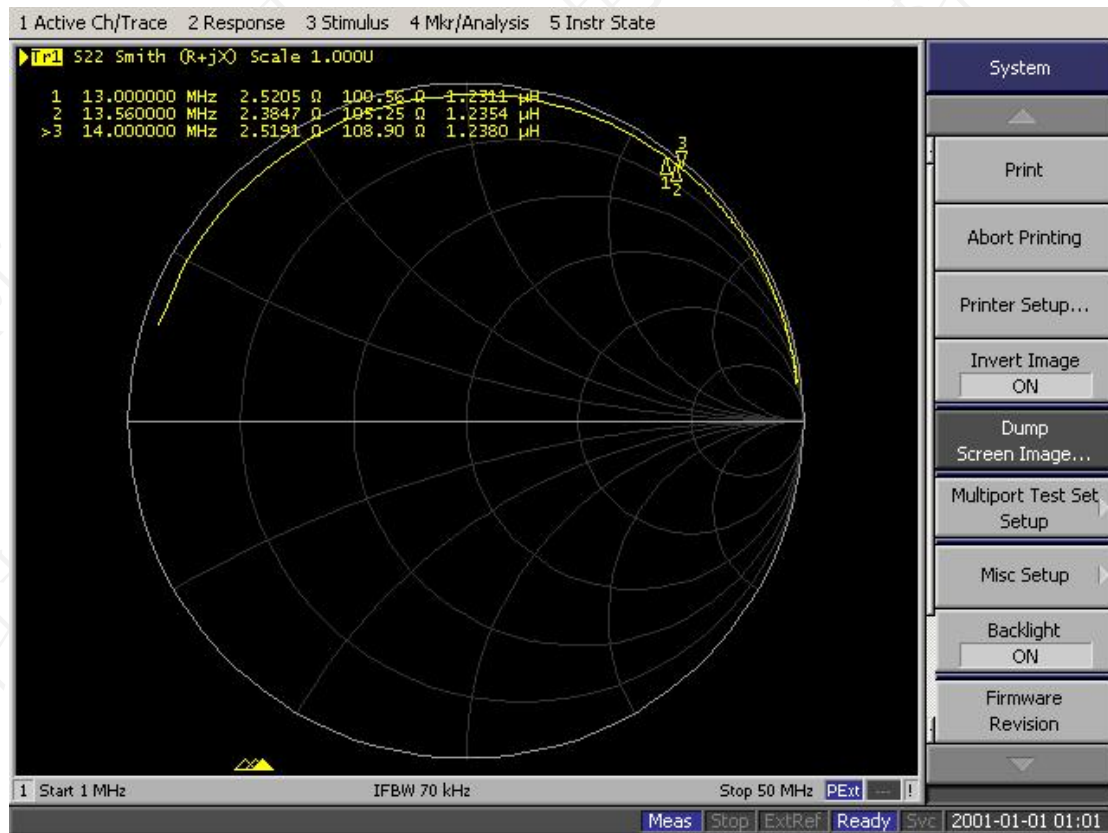 1 Active Ch/Trace 2 Response 3 Stimulus 4 Mkr/Analysis 5 Instr State
Tr1 S22 Smith (R+jX) Scale 1.000U
1 13.000000 MHz 2.5205 Ω 100.56 Ω 1.2311 µH
2 13.560000 MHz 2.3847 Ω 105.25 Ω 1.2354 µH
>3 14.000000 MHz 2.5191 Ω 108.90 Ω 1.2380 µH
3
1
2
System
Print
Abort Printing
Printer Setup...
Invert Image
ON
Dump
Screen Image...
Multiport Test Set
Setup
Misc Setup
Backlight
ON
Firmware
Revision
1 Start 1 MHz IFBW 70 kHz Stop 50 MHz PExt --- !
Meas Stop ExtRef Ready Svc 2001-01-01 01:01